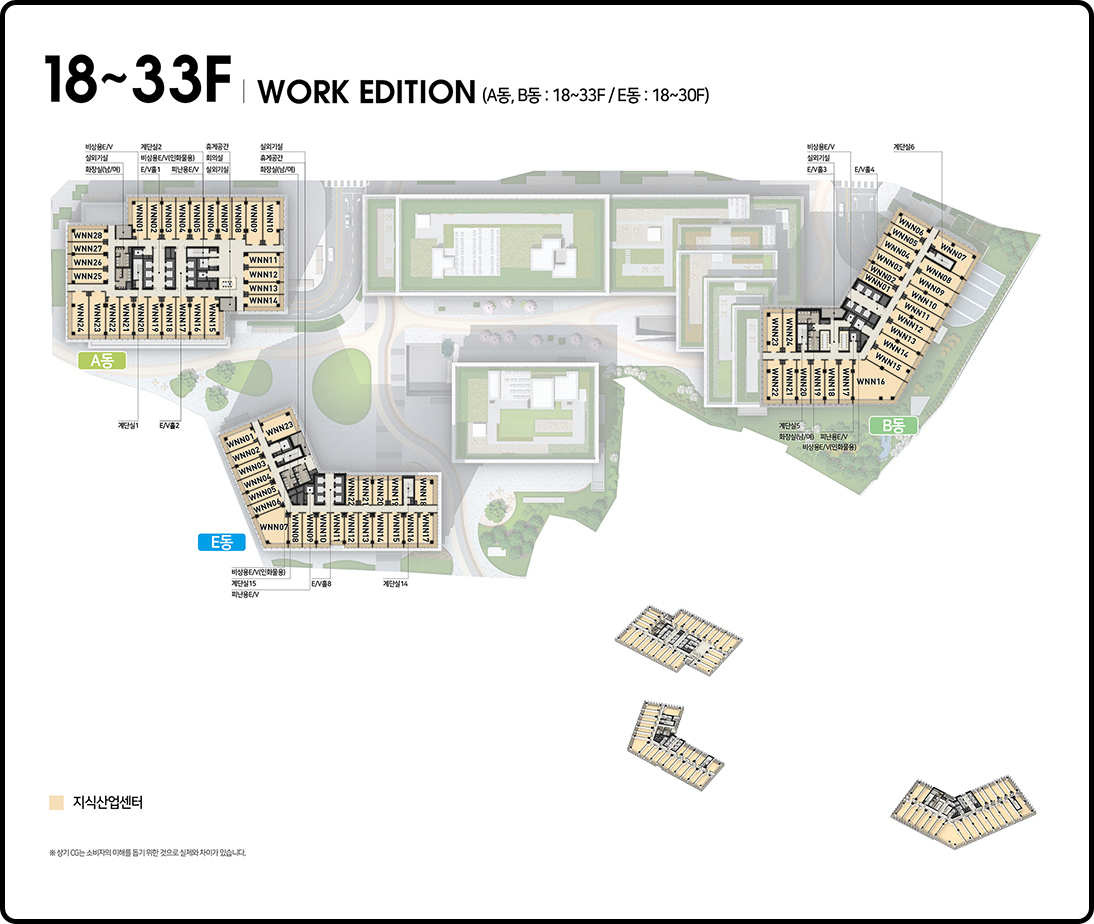 18~33F | WORK EDITION (A동, B동 : 18~33F / E동 : 18~30F)
비상용E/V
실외기실
화장실(남/여)
계단실2
비상용E/V(인화물용)
E/V홀1 피난용E/V
휴게공간
회의실
실외기실
실외기실
휴게공간
화장실(남/여)
비상용E/V
실외기실
E/V홀3
E/V홀4
계단실6
WNN01
WNN02
WNN03
WNN04
WNN05
WNN06
WNN07
WNN08
WNN09
WNN10
WNN28
WNN27
WNN26
WNN25
WNN11
WNN12
WNN13
WNN14
WNN24
WNN23
WNN22
WNN21
WNN20
WNN19
WNN18
WNN17
WNN16
WNN15
A동
계단실1
E/V홀2
WNN06
WNN05
WNN04
WNN03
WNN02
WNN01
WNN07
WNN08
WNN09
WNN10
WNN11
WNN12
WNN13
WNN14
WNN15
WNN16
WNN23
WNN24
WNN22
WNN21
WNN20
WNN19
WNN18
WNN17
B동
계단실5
화장실(남/여) 피난용E/V
비상용E/V(인화물용)
WNN01
WNN02
WNN03
WNN04
WNN05
WNN06
WNN07
WNN23
WNN22
WNN21
WNN20
WNN19
WNN18
WNN08
WNN09
WNN10
WNN11
WNN12
WNN13
WNN14
WNN15
WNN16
WNN17
E동
비상용E/V(인화물용)
계단실15
피난용E/V
E/V홀8
계단실14
지식산업센터
※ 상기 CG는 소비자의 이해를 돕기 위한 것으로 실제와 차이가 있습니다.